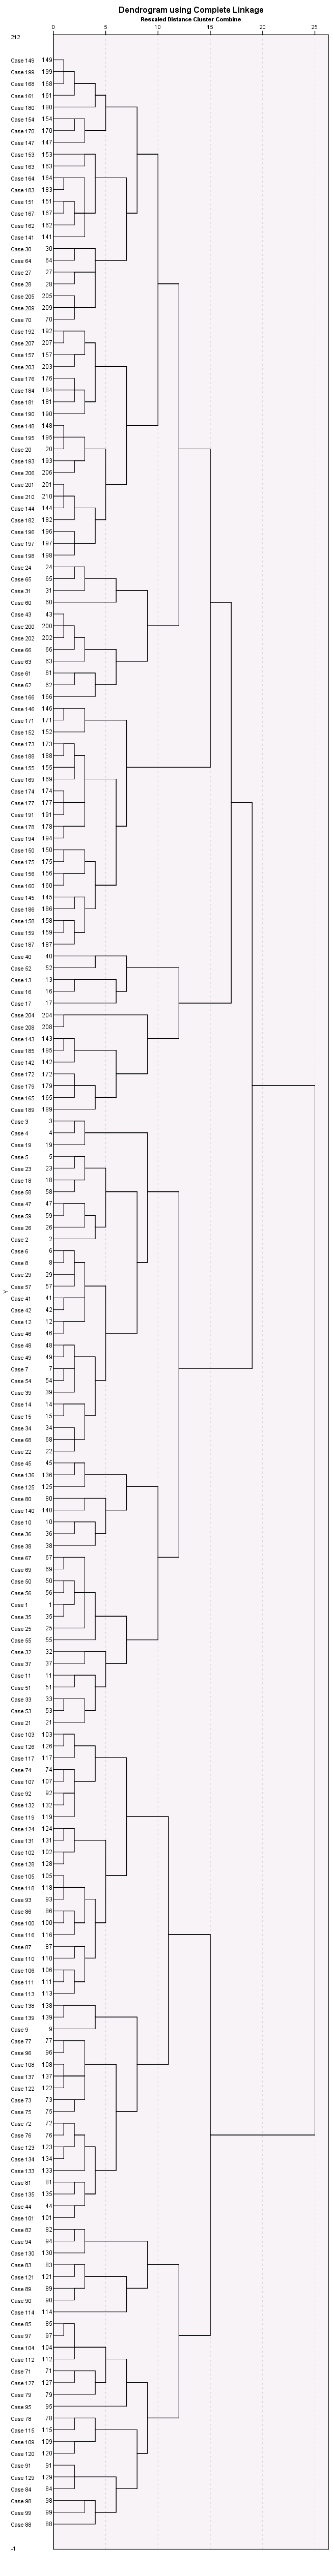 Dendrogram using Complete Linkage
Rescaled Distance Cluster Combine
0 5 10 15 20 25
212
Case 149 149
Case 199 199
Case 168 168
Case 161 161
Case 180 180
Case 154 154
Case 170 170
Case 147 147
Case 153 153
Case 163 163
Case 164 164
Case 183 183
Case 151 151
Case 167 167
Case 162 162
Case 141 141
Case 30 30
Case 64 64
Case 27 27
Case 28 28
Case 205 205
Case 209 209
Case 70 70
Case 192 192
Case 207 207
Case 157 157
Case 203 203
Case 176 176
Case 184 184
Case 181 181
Case 190 190
Case 148 148
Case 195 195
Case 20 20
Case 193 193
Case 206 206
Case 201 201
Case 210 210
Case 144 144
Case 182 182
Case 196 196
Case 197 197
Case 198 198
Case 24 24
Case 65 65
Case 31 31
Case 60 60
Case 43 43
Case 200 200
Case 202 202
Case 66 66
Case 63 63
Case 61 61
Case 62 62
Case 166 166
Case 146 146
Case 171 171
Case 152 152
Case 173 173
Case 188 188
Case 155 155
Case 169 169
Case 174 174
Case 177 177
Case 191 191
Case 178 178
Case 194 194
Case 150 150
Case 175 175
Case 156 156
Case 160 160
Case 145 145
Case 186 186
Case 158 158
Case 159 159
Case 187 187
Case 40 40
Case 52 52
Case 13 13
Case 16 16
Case 17 17
Case 204 204
Case 208 208
Case 143 143
Case 185 185
Case 142 142
Case 172 172
Case 179 179
Case 165 165
Case 189 189
Case 3 3
Case 4 4
Case 19 19
Case 5 5
Case 23 23
Case 18 18
Case 58 58
Case 47 47
Case 59 59
Case 26 26
Case 2 2
Case 6 6
Case 8 8
Case 29 29
Case 57 57
Y
Case 41 41
Case 42 42
Case 12 12
Case 46 46
Case 48 48
Case 49 49
Case 7 7
Case 54 54
Case 39 39
Case 14 14
Case 15 15
Case 34 34
Case 68 68
Case 22 22
Case 45 45
Case 136 136
Case 125 125
Case 80 80
Case 140 140
Case 10 10
Case 36 36
Case 38 38
Case 67 67
Case 69 69
Case 50 50
Case 56 56
Case 1 1
Case 35 35
Case 25 25
Case 55 55
Case 32 32
Case 37 37
Case 11 11
Case 51 51
Case 33 33
Case 53 53
Case 21 21
Case 103 103
Case 126 126
Case 117 117
Case 74 74
Case 107 107
Case 92 92
Case 132 132
Case 119 119
Case 124 124
Case 131 131
Case 102 102
Case 128 128
Case 105 105
Case 118 118
Case 93 93
Case 86 86
Case 100 100
Case 116 116
Case 87 87
Case 110 110
Case 106 106
Case 111 111
Case 113 113
Case 138 138
Case 139 139
Case 9 9
Case 77 77
Case 96 96
Case 108 108
Case 137 137
Case 122 122
Case 73 73
Case 75 75
Case 72 72
Case 76 76
Case 123 123
Case 134 134
Case 133 133
Case 81 81
Case 135 135
Case 44 44
Case 101 101
Case 82 82
Case 94 94
Case 130 130
Case 83 83
Case 121 121
Case 89 89
Case 90 90
Case 114 114
Case 85 85
Case 97 97
Case 104 104
Case 112 112
Case 71 71
Case 127 127
Case 79 79
Case 95 95
Case 78 78
Case 115 115
Case 109 109
Case 120 120
Case 91 91
Case 129 129
Case 84 84
Case 98 98
Case 99 99
Case 88 88
-1